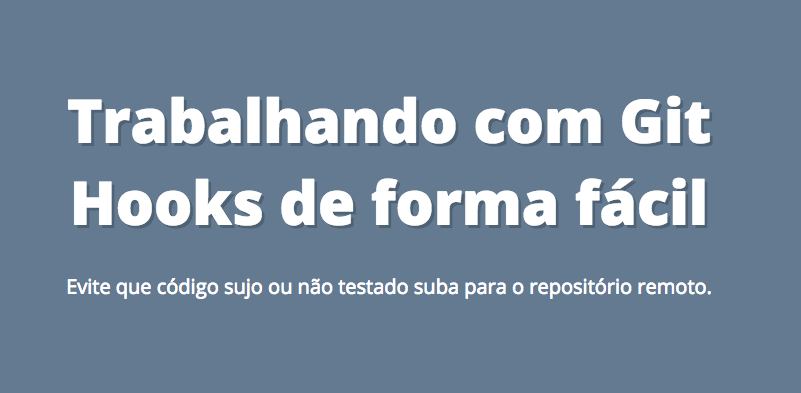 Trabalhando com Git
Hooks de forma fácil
Evite que código sujo ou não testado suba para o repositório remoto.